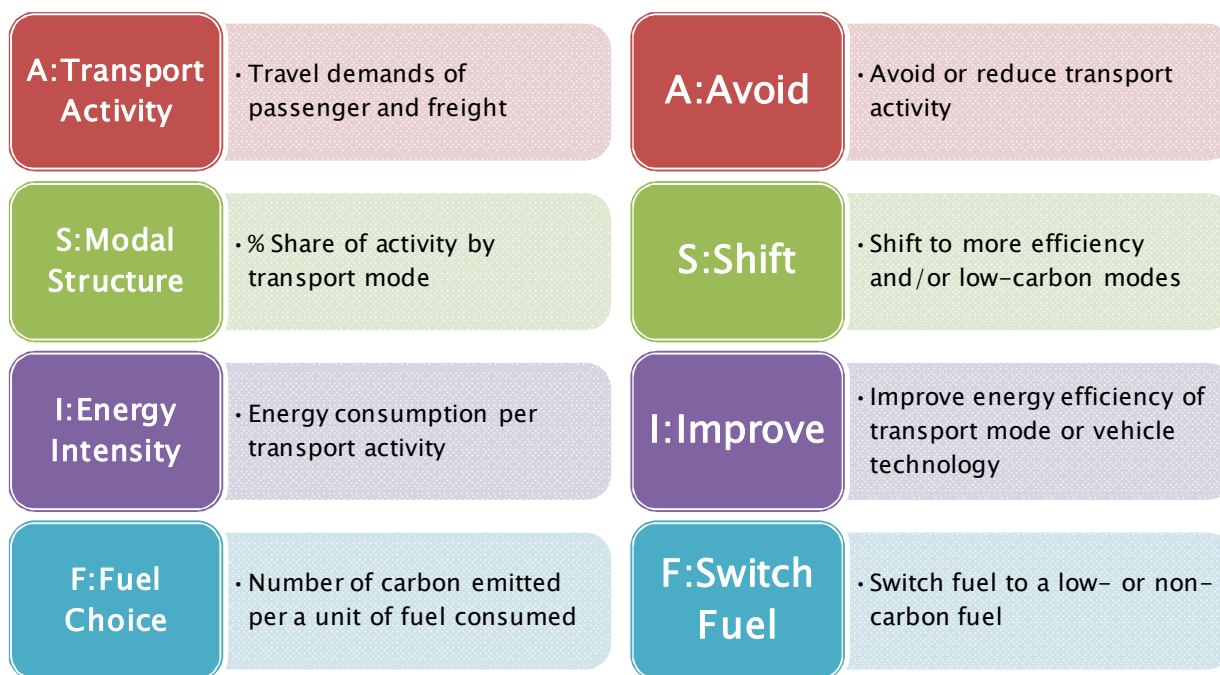 A:Transport
Activity
• Travel demands of
passenger and freight
S:Modal
Structure
• % Share of activity by
transport mode
I:Energy
Intensity
• Energy consumption per
transport activity
F:Fuel
Choice
• Number of carbon emitted
per a unit of fuel consumed
A:Avoid
• Avoid or reduce transport
activity
S:Shift
• Shift to more efficiency
and/or low-carbon modes
I:Improve
• Improve energy efficiency of
transport mode or vehicle
technology
F:Switch
Fuel
• Switch fuel to a low- or non-
carbon fuel